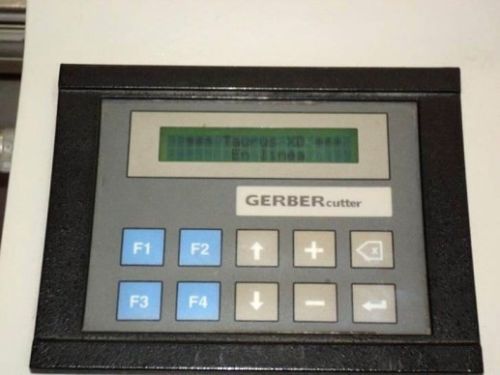 **** Taurus XD ****
En linea
GERBERcutter
F1 F2 ↑ + x
F3 F4 ↓ − ↵